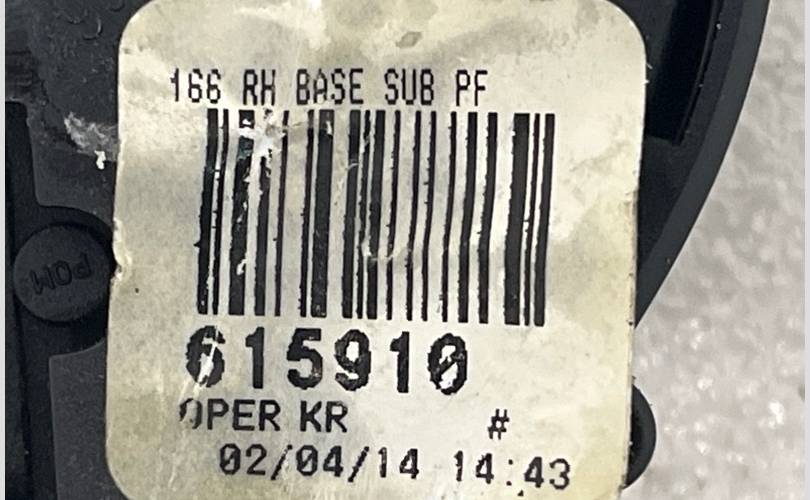 166 RH BASE SUB PF
615910
OPER KR #
02/04/14 14:43
POM